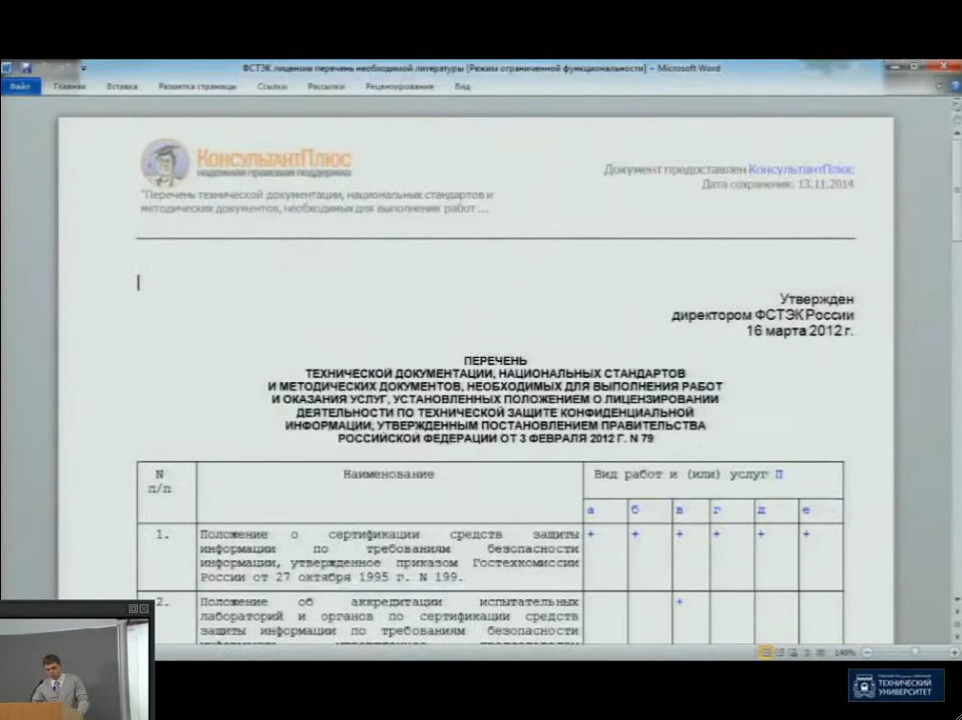 ФСТЭК лицензия перечень необходимой литературы [Режим ограниченной функциональности] – Microsoft Word
Файл Главная Вставка Разметка страницы Ссылки Рассылки Рецензирование Вид
КонсультантПлюс
надежная правовая поддержка
Документ предоставлен КонсультантПлюс
Дата сохранения: 13.11.2014
"Перечень технической документации, национальных стандартов и
методических документов, необходимых для выполнения работ ...
Утвержден
директором ФСТЭК России
16 марта 2012 г.
ПЕРЕЧЕНЬ
ТЕХНИЧЕСКОЙ ДОКУМЕНТАЦИИ, НАЦИОНАЛЬНЫХ СТАНДАРТОВ
И МЕТОДИЧЕСКИХ ДОКУМЕНТОВ, НЕОБХОДИМЫХ ДЛЯ ВЫПОЛНЕНИЯ РАБОТ
И ОКАЗАНИЯ УСЛУГ, УСТАНОВЛЕННЫХ ПОЛОЖЕНИЕМ О ЛИЦЕНЗИРОВАНИИ
ДЕЯТЕЛЬНОСТИ ПО ТЕХНИЧЕСКОЙ ЗАЩИТЕ КОНФИДЕНЦИАЛЬНОЙ
ИНФОРМАЦИИ, УТВЕРЖДЕННЫМ ПОСТАНОВЛЕНИЕМ ПРАВИТЕЛЬСТВА
РОССИЙСКОЙ ФЕДЕРАЦИИ ОТ 3 ФЕВРАЛЯ 2012 Г. N 79
N Наименование Вид работ и (или) услуг П
п/п
а б в г д е
1. Положение о сертификации средств защиты + + + + + +
информации по требованиям безопасности
информации, утвержденное приказом Гостехкомиссии
России от 27 октября 1995 г. N 199.
2. Положение об аккредитации испытательных +
лабораторий и органов по сертификации средств
защиты информации по требованиям безопасности
140%
ТЕХНИЧЕСКИЙ
УНИВЕРСИТЕТ